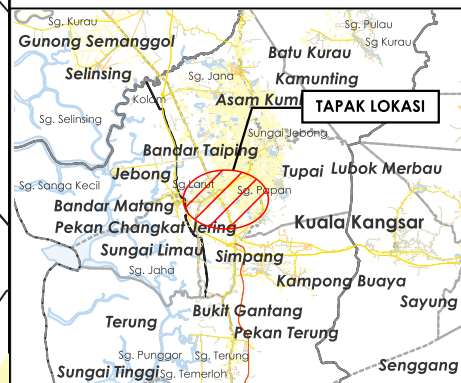 Sg. Kurau
Sg. Pulau
Gunong Semanggol
Sg Kurau
Batu Kurau
Selinsing
Sg. Jana
Kamunting
Kolam
Asam Kum
TAPAK LOKASI
Sg. Selinsing
Sungai Jebong
Bandar Taiping
Jebong
Tupai
Lubok Merbau
Sg. Sanga Kecil
Sg Larut
Sg. Papan
Bandar Matang
Pekan Changkat Jering
Kuala Kangsar
Sungai Limau
Simpang
Sg. Jaha
Kampong Buaya
Sayung
Bukit Gantang
Terung
Pekan Terung
Sg. Punggor
Sg. Terung
Senggang
Sungai Tinggi
Sg. Temerloh